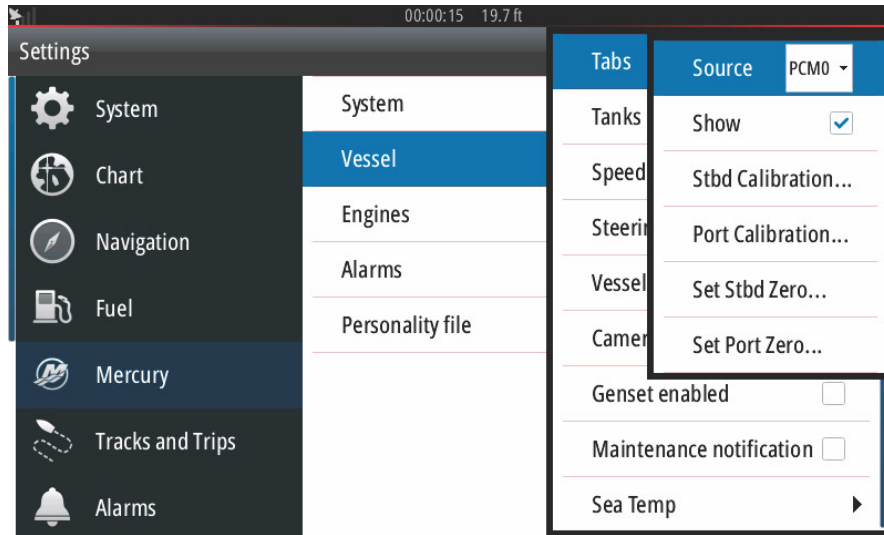 00:00:15 19.7 ft
Settings
System
Chart
Navigation
Fuel
Mercury
Tracks and Trips
Alarms
System
Vessel
Engines
Alarms
Personality file
Tabs
Tanks
Speed
Steerin
Vessel
Camer
Genset enabled
Maintenance notification
Sea Temp
Source PCM0
Show
Stbd Calibration...
Port Calibration...
Set Stbd Zero...
Set Port Zero...